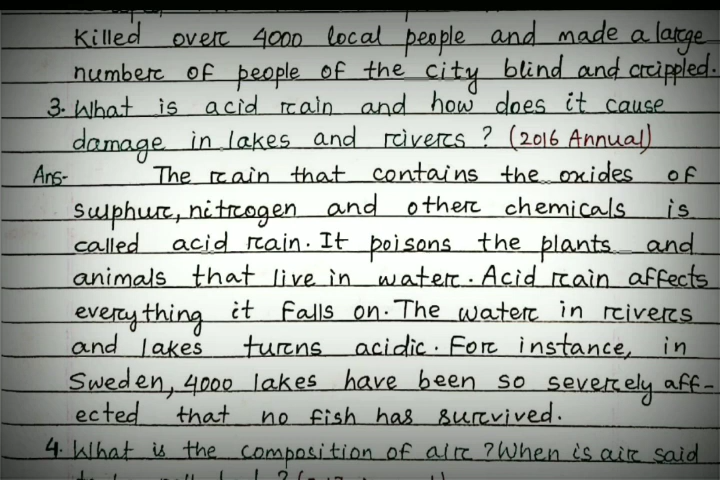 Killed over 4000 local people and made a large
number of people of the city blind and crippled.
3. What is acid rain and how does it cause
damage in lakes and rivers? (2016 Annual)
Ans- The rain that contains the oxides of
sulphur, nitrogen and other chemicals is
called acid rain. It poisons the plants and
animals that live in water. Acid rain affects
everything it falls on. The water in rivers
and lakes turns acidic. For instance, in
Sweden, 4000 lakes have been so severely aff-
ected that no fish has survived.
4. What is the composition of air? When is air said